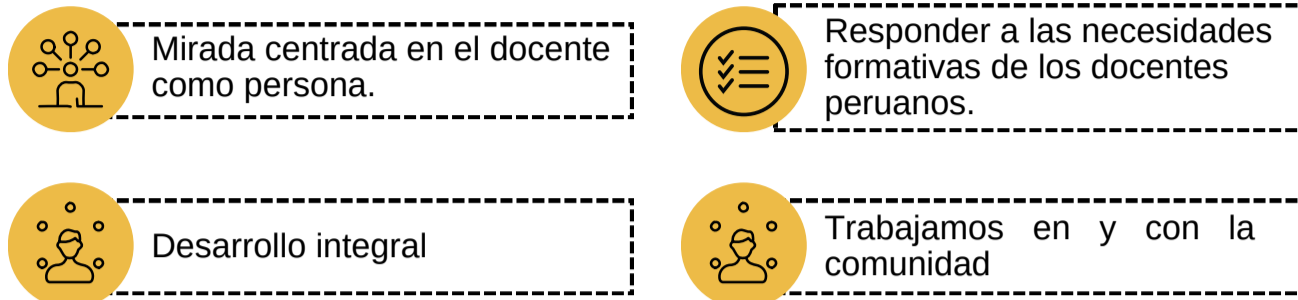 Mirada centrada en el docente
como persona.
Responder a las necesidades
formativas de los docentes
peruanos.
Desarrollo integral
Trabajamos en y con la
comunidad